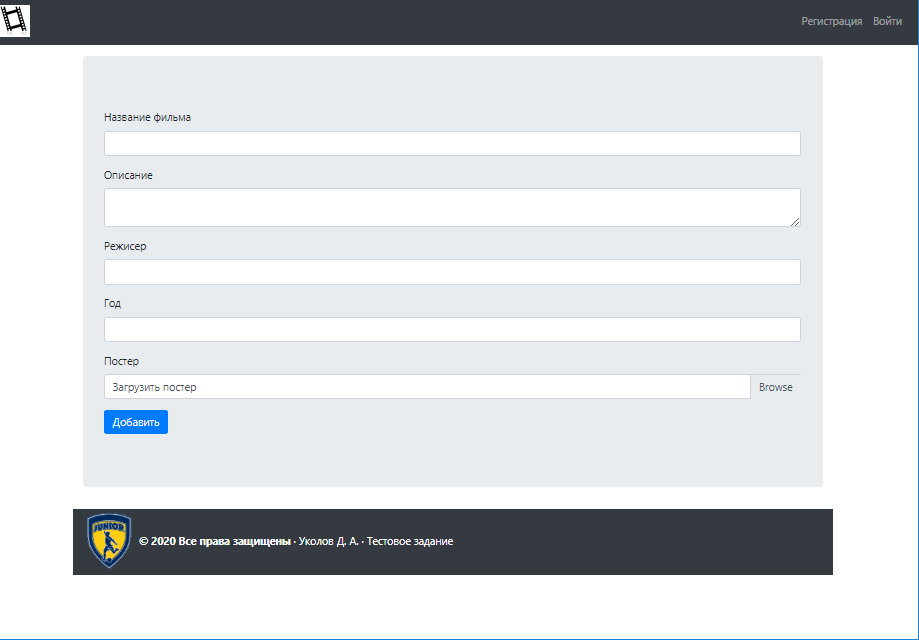 Регистрация Войти
Название фильма
Описание
Режисер
Год
Постер
Загрузить постер Browse
Добавить
JUNIOR
© 2020 Все права защищены · Уколов Д. А. · Тестовое задание